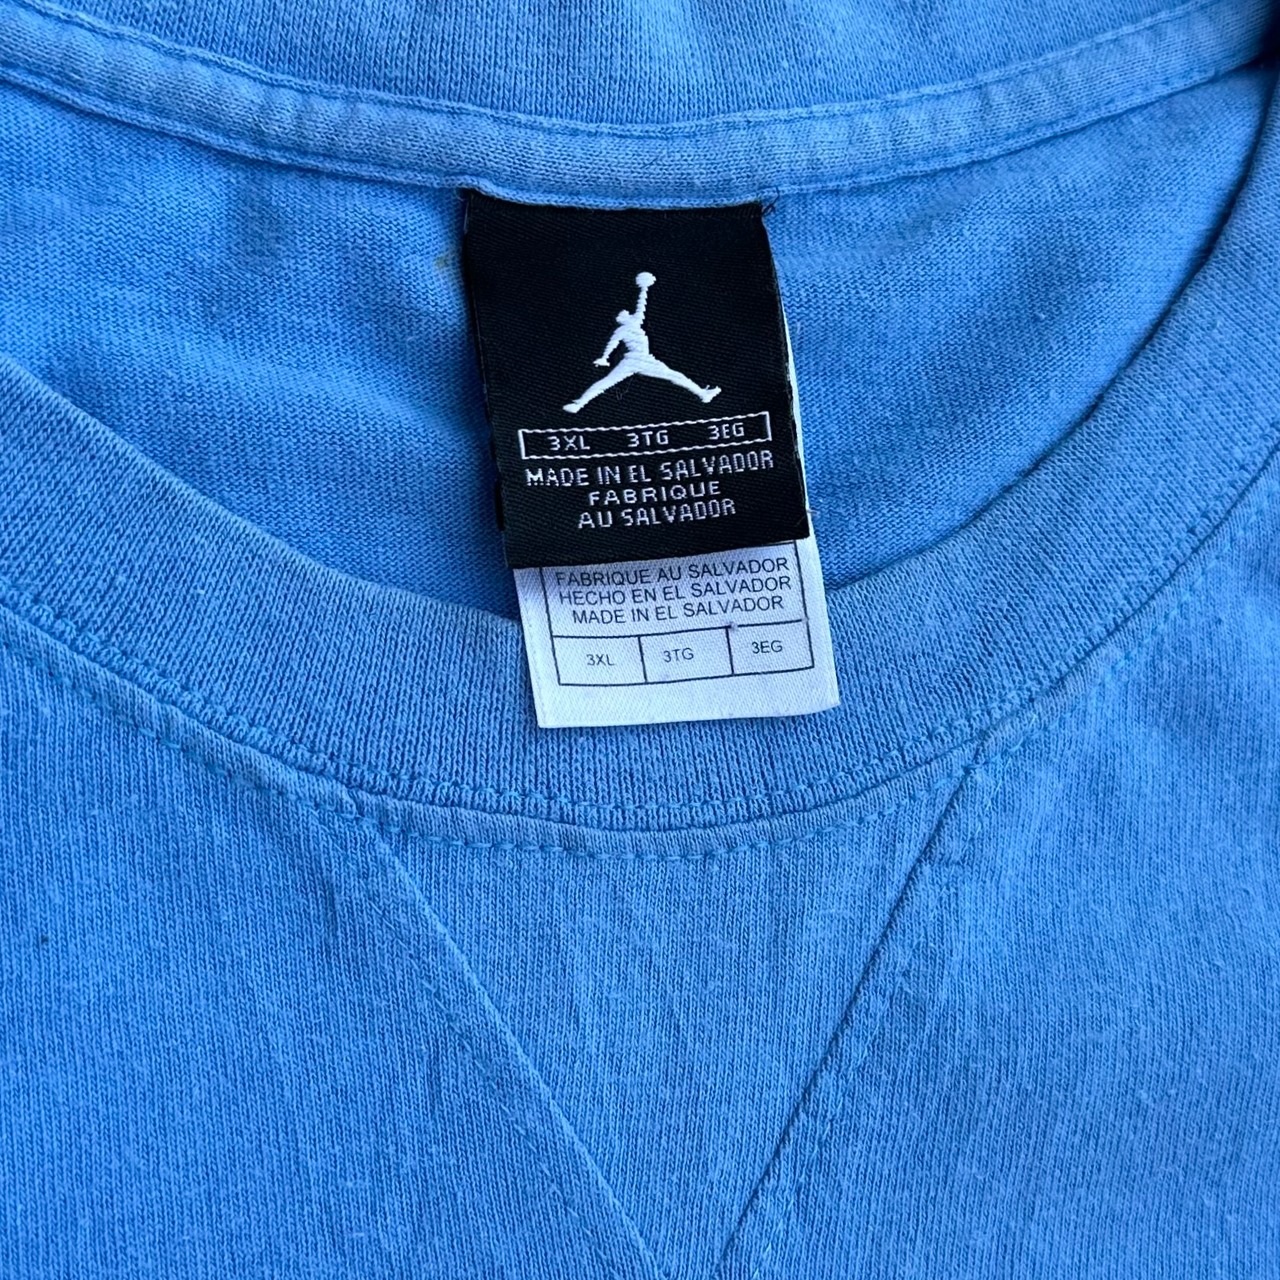 3XL 3TG 3EG
MADE IN EL SALVADOR
FABRIQUE
AU SALVADOR
FABRIQUE AU SALVADOR
HECHO EN EL SALVADOR
MADE IN EL SALVADOR
3XL 3TG 3EG